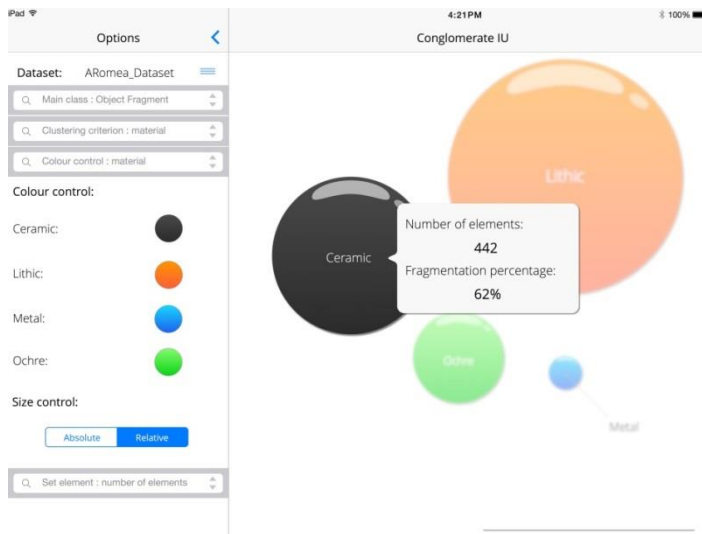 iPad 4:21PM 100%
Options
Conglomerate IU
Dataset: ARomea_Dataset
Main class : Object Fragment
Clustering criterion : material
Colour control : material
Colour control:
Ceramic:
Lithic:
Metal:
Ochre:
Size control:
Absolute Relative
Set element : number of elements
Lithic
Ceramic
Number of elements:
442
Fragmentation percentage:
62%
Ochre
Metal